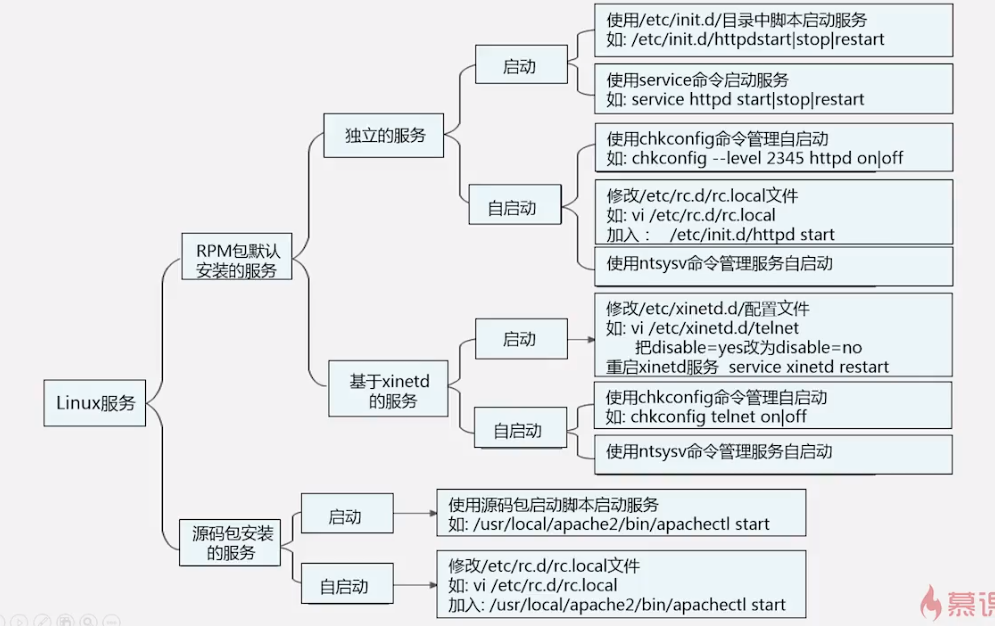 使用/etc/init.d/目录中脚本启动服务
如: /etc/init.d/httpdstart|stop|restart
启动
使用service命令启动服务
如: service httpd start|stop|restart
独立的服务
使用chkconfig命令管理自启动
如: chkconfig --level 2345 httpd on|off
自启动
修改/etc/rc.d/rc.local文件
如: vi /etc/rc.d/rc.local
加入： /etc/init.d/httpd start
使用ntsysv命令管理服务自启动
RPM包默认
安装的服务
修改/etc/xinetd.d/配置文件
如: vi /etc/xinetd.d/telnet
把disable=yes改为disable=no
重启xinetd服务 service xinetd restart
启动
基于xinetd
的服务
使用chkconfig命令管理自启动
如: chkconfig telnet on|off
自启动
使用ntsysv命令管理服务自启动
Linux服务
启动
使用源码包启动脚本启动服务
如: /usr/local/apache2/bin/apachectl start
源码包安装
的服务
自启动
修改/etc/rc.d/rc.local文件
如: vi /etc/rc.d/rc.local
加入: /usr/local/apache2/bin/apachectl start
慕课